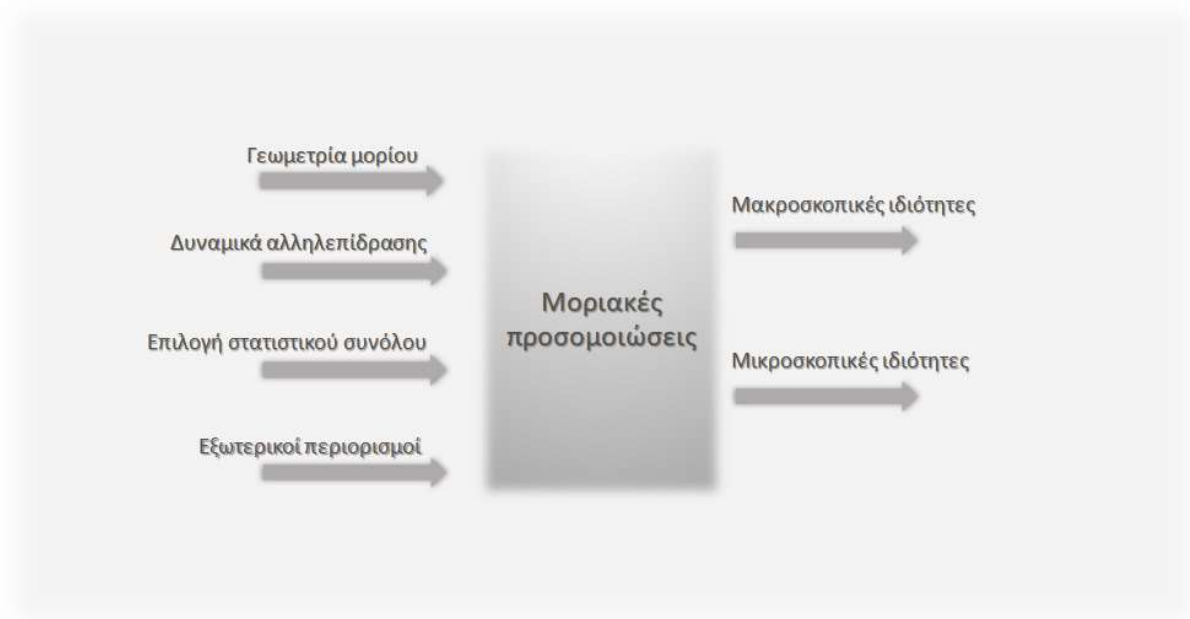 Γεωμετρία μορίου
Δυναμικά αλληλεπίδρασης
Επιλογή στατιστικού συνόλου
Εξωτερικοί περιορισμοί
Μοριακές
προσομοιώσεις
Μακροσκοπικές ιδιότητες
Μικροσκοπικές ιδιότητες